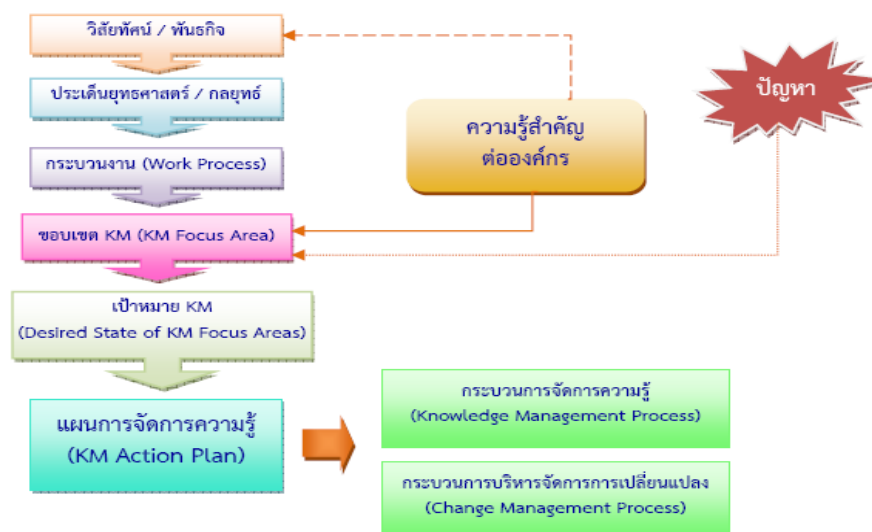 วิสัยทัศน์ / พันธกิจ
ประเด็นยุทธศาสตร์ / กลยุทธ์
กระบวนงาน (Work Process)
ขอบเขต KM (KM Focus Area)
เป้าหมาย KM
(Desired State of KM Focus Areas)
แผนการจัดการความรู้
(KM Action Plan)
ความรู้สำคัญ
ต่อองค์กร
ปัญหา
กระบวนการจัดการความรู้
(Knowledge Management Process)
กระบวนการบริหารจัดการการเปลี่ยนแปลง
(Change Management Process)